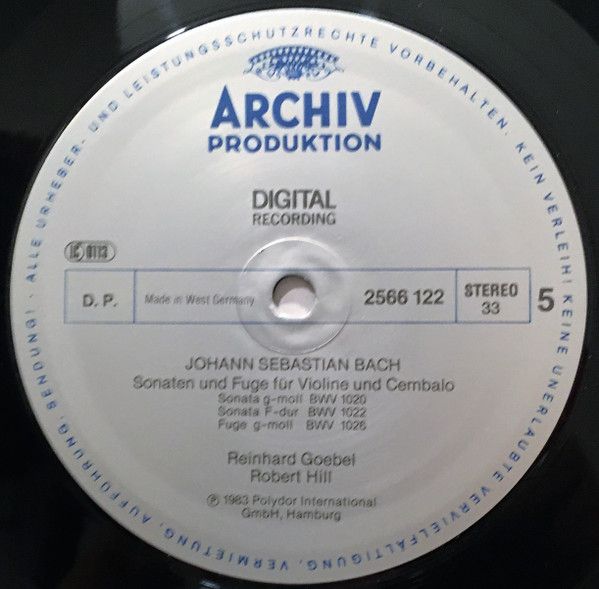 ALLE URHEBER- UND LEISTUNGSSCHUTZRECHTE VORBEHALTEN. KEIN VERLEIH! KEINE UNERLAUBTE VERVIELFÄLTIGUNG, VERMIETUNG, AUFFÜHRUNG, SENDUNG! ·
ARCHIV
PRODUKTION
DIGITAL
RECORDING
LC 0113
D. P.
Made in West Germany
2566 122
STEREO
33
5
JOHANN SEBASTIAN BACH
Sonaten und Fuge für Violine und Cembalo
Sonata g-moll BWV 1020
Sonata F-dur BWV 1022
Fuge g-moll BWV 1026
Reinhard Goebel
Robert Hill
℗ 1983 Polydor International
GmbH, Hamburg